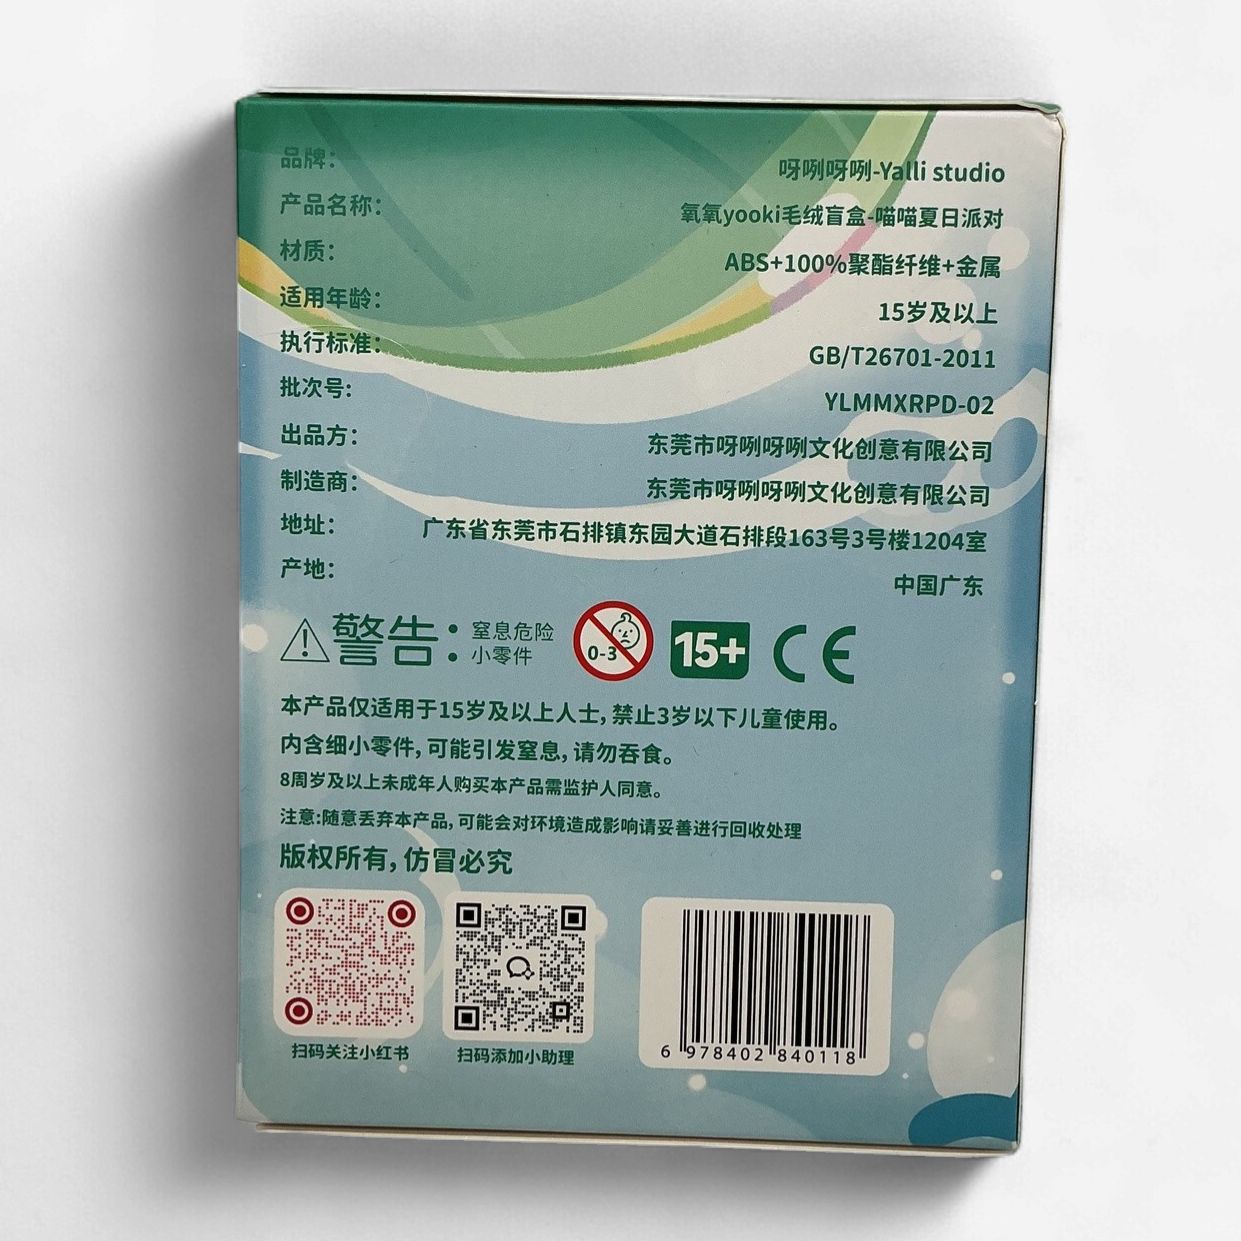 品牌： 呀咧呀咧-Yalli studio
产品名称： 氧氧yooki毛绒盲盒-喵喵夏日派对
材质： ABS+100%聚酯纤维+金属
适用年龄： 15岁及以上
执行标准： GB/T26701-2011
批次号： YLMMXRPD-02
出品方： 东莞市呀咧呀咧文化创意有限公司
制造商： 东莞市呀咧呀咧文化创意有限公司
地址： 广东省东莞市石排镇东园大道石排段163号3号楼1204室
产地： 中国广东
警告： 窒息危险
小零件
0-3
15+
CE
本产品仅适用于15岁及以上人士，禁止3岁以下儿童使用。
内含细小零件，可能引发窒息，请勿吞食。
8周岁及以上未成年人购买本产品需监护人同意。
注意：随意丢弃本产品，可能会对环境造成影响请妥善进行回收处理
版权所有，仿冒必究
扫码关注小红书 扫码添加小助理
6 978402 840118